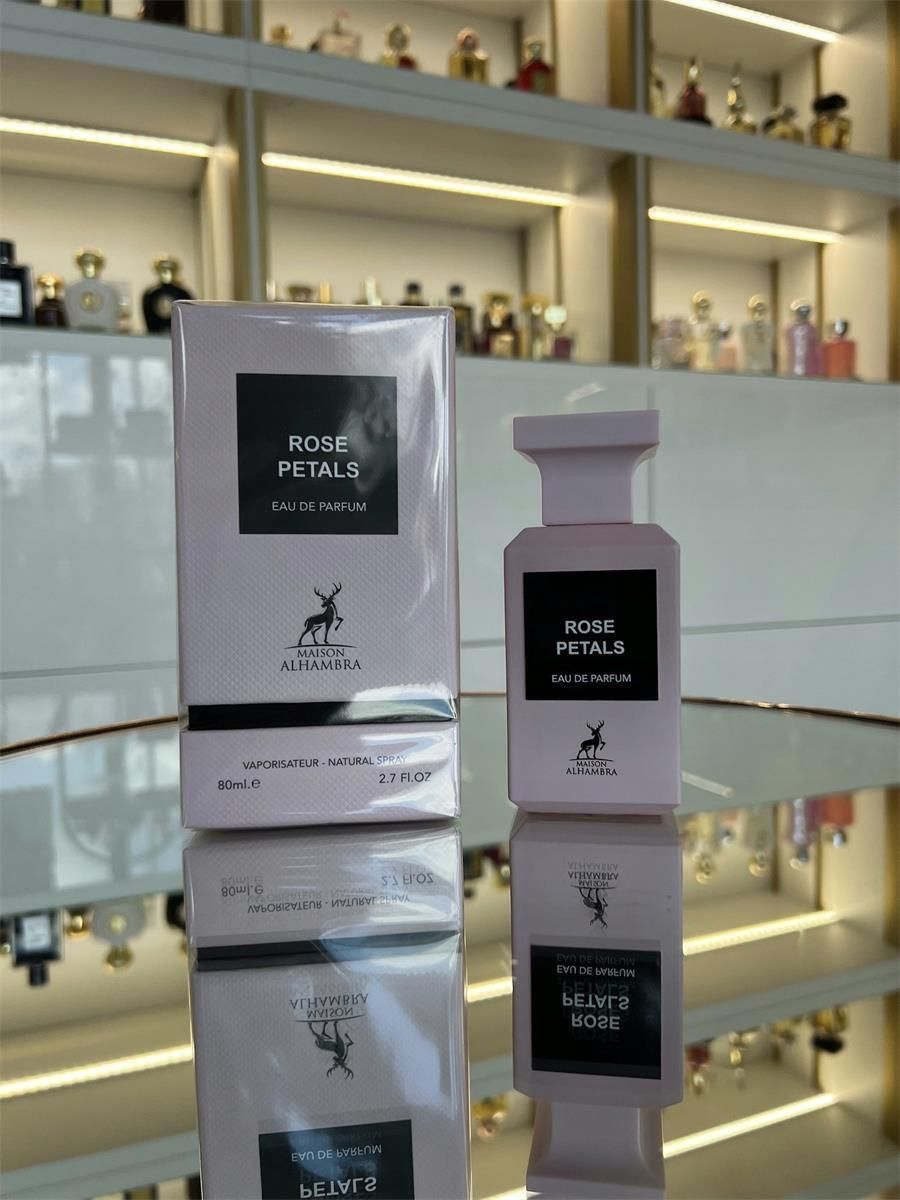 ROSE
PETALS
EAU DE PARFUM
MAISON
ALHAMBRA
VAPORISATEUR - NATURAL SPRAY
80ml.e 2.7 Fl.OZ
ROSE
PETALS
EAU DE PARFUM
MAISON
ALHAMBRA